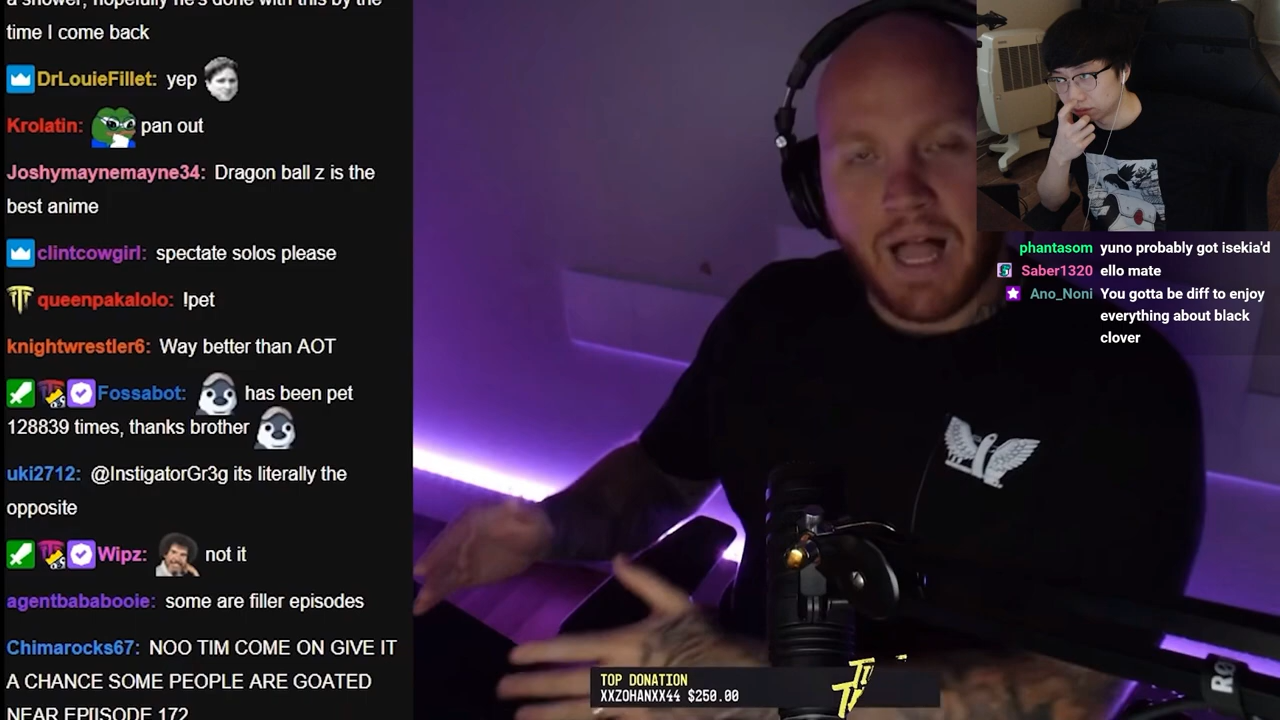 a shower, hopefully he's done with this by the
time I come back
DrLouieFillet: yep
Krolatin: pan out
Joshymaynemayne34: Dragon ball z is the
best anime
clintcowgirl: spectate solos please
queenpakalolo: !pet
knightwrestler6: Way better than AOT
Fossabot: has been pet
128839 times, thanks brother
uki2712: @InstigatorGr3g its literally the
opposite
Wipz: not it
agentbababooie: some are filler episodes
Chimarocks67: NOO TIM COME ON GIVE IT
A CHANCE SOME PEOPLE ARE GOATED
NEAR EPIISODE 172
phantasom yuno probably got isekia'd
Saber1320 ello mate
Ano_Noni You gotta be diff to enjoy
everything about black
clover
TOP DONATION
XXZOHANXX44 $250.00